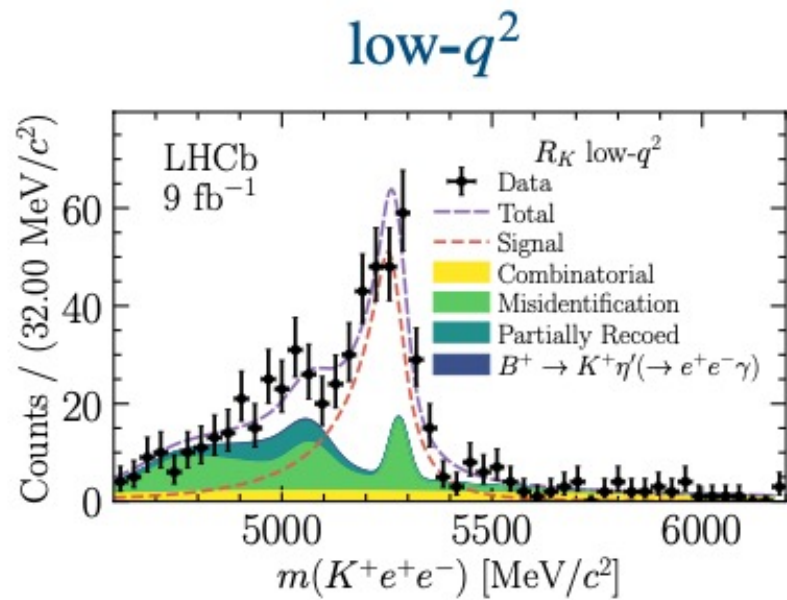 low-q²
LHCb
9 fb⁻¹
R_K low-q²
Data
Total
Signal
Combinatorial
Misidentification
Partially Recoed
B⁺ → K⁺η′(→ e⁺e⁻γ)
Counts / (32.00 MeV/c²)
60
40
20
0
5000 5500 6000
m(K⁺e⁺e⁻) [MeV/c²]